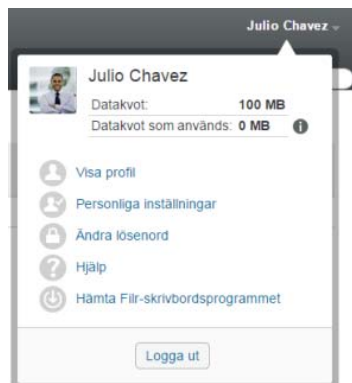 Julio Chavez
Julio Chavez
Datakvot: 100 MB
Datakvot som används: 0 MB
Visa profil
Personliga inställningar
Ändra lösenord
Hjälp
Hämta Filr-skrivbordsprogrammet
Logga ut